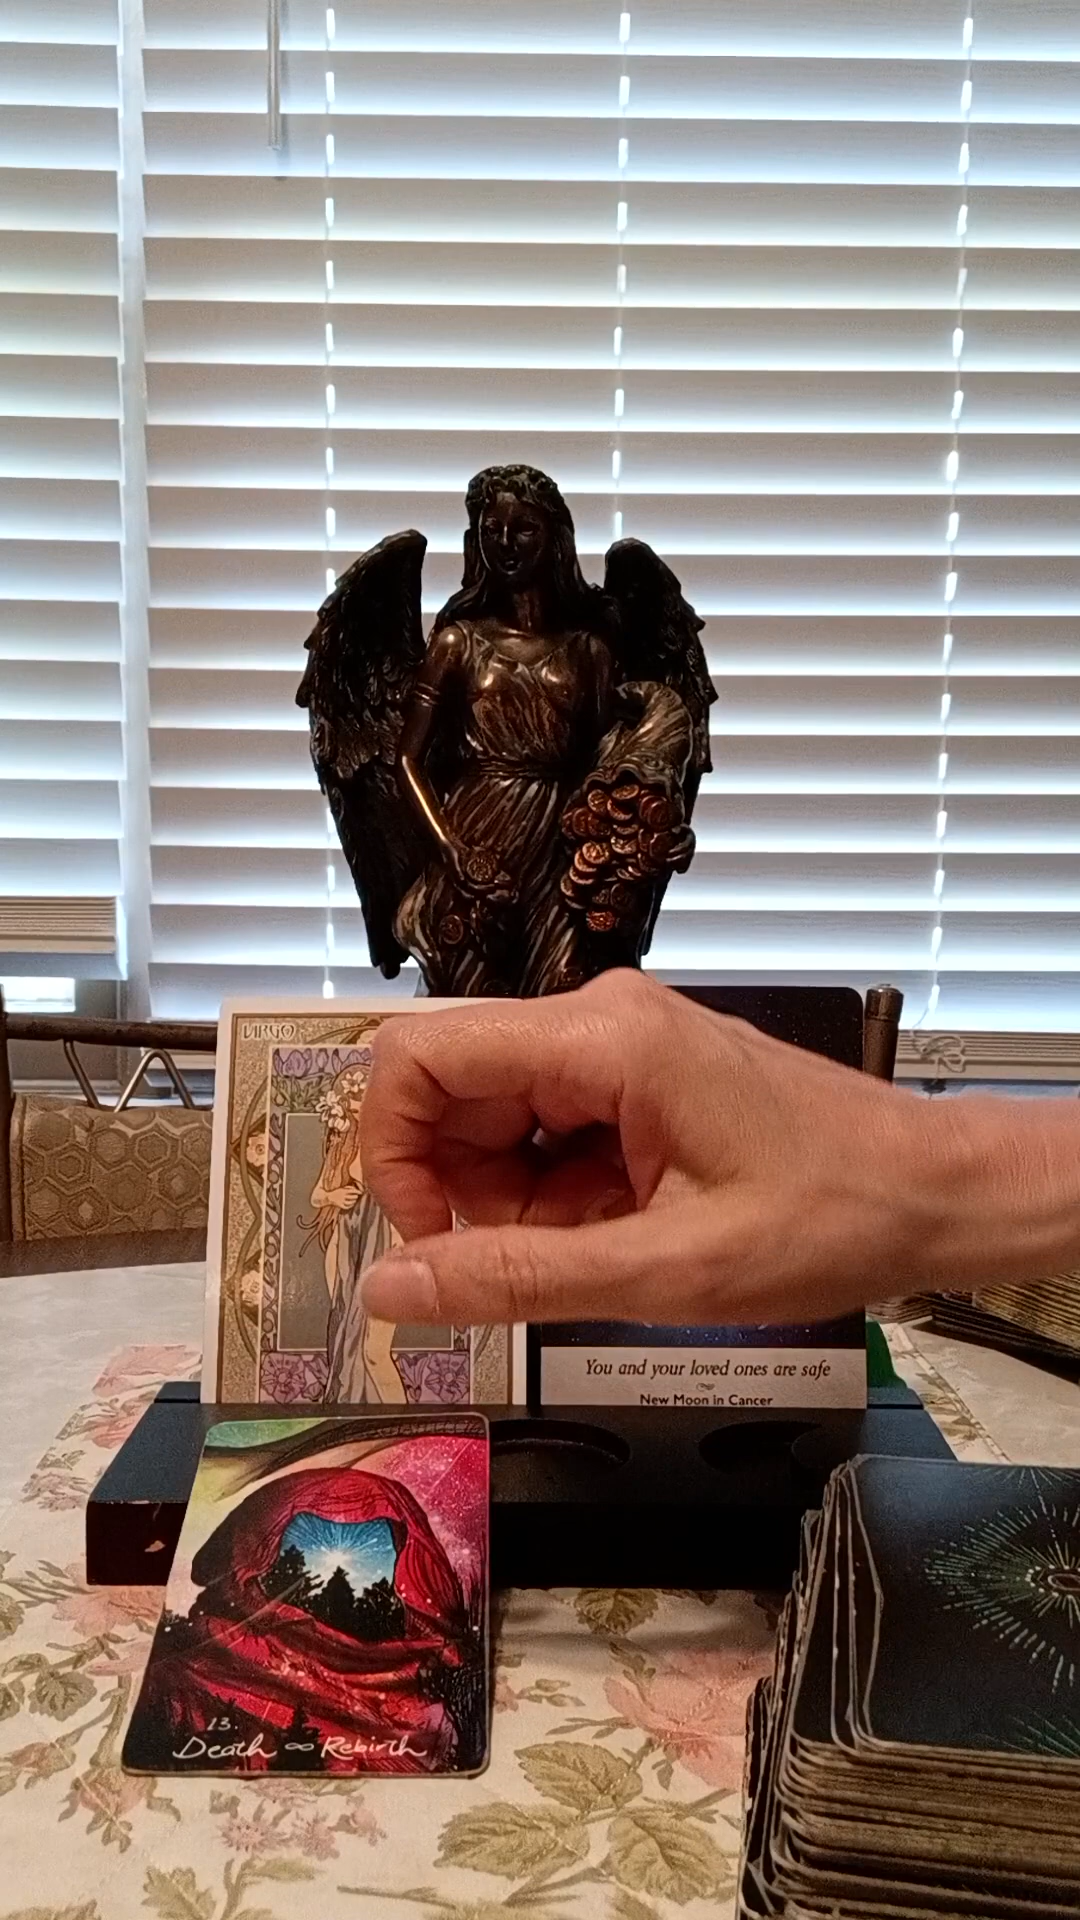 VIRGO
You and your loved ones are safe
New Moon in Cancer
13.
Death ∞ Rebirth